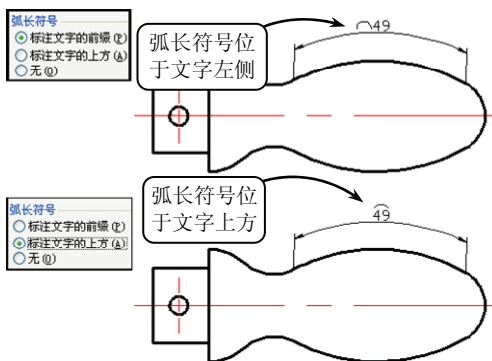 弧长符号
标注文字的前缀(P)
标注文字的上方(A)
无(O)
弧长符号位
于文字左侧
⌒49
弧长符号
标注文字的前缀(P)
标注文字的上方(A)
无(O)
弧长符号位
于文字上方
⌒
49